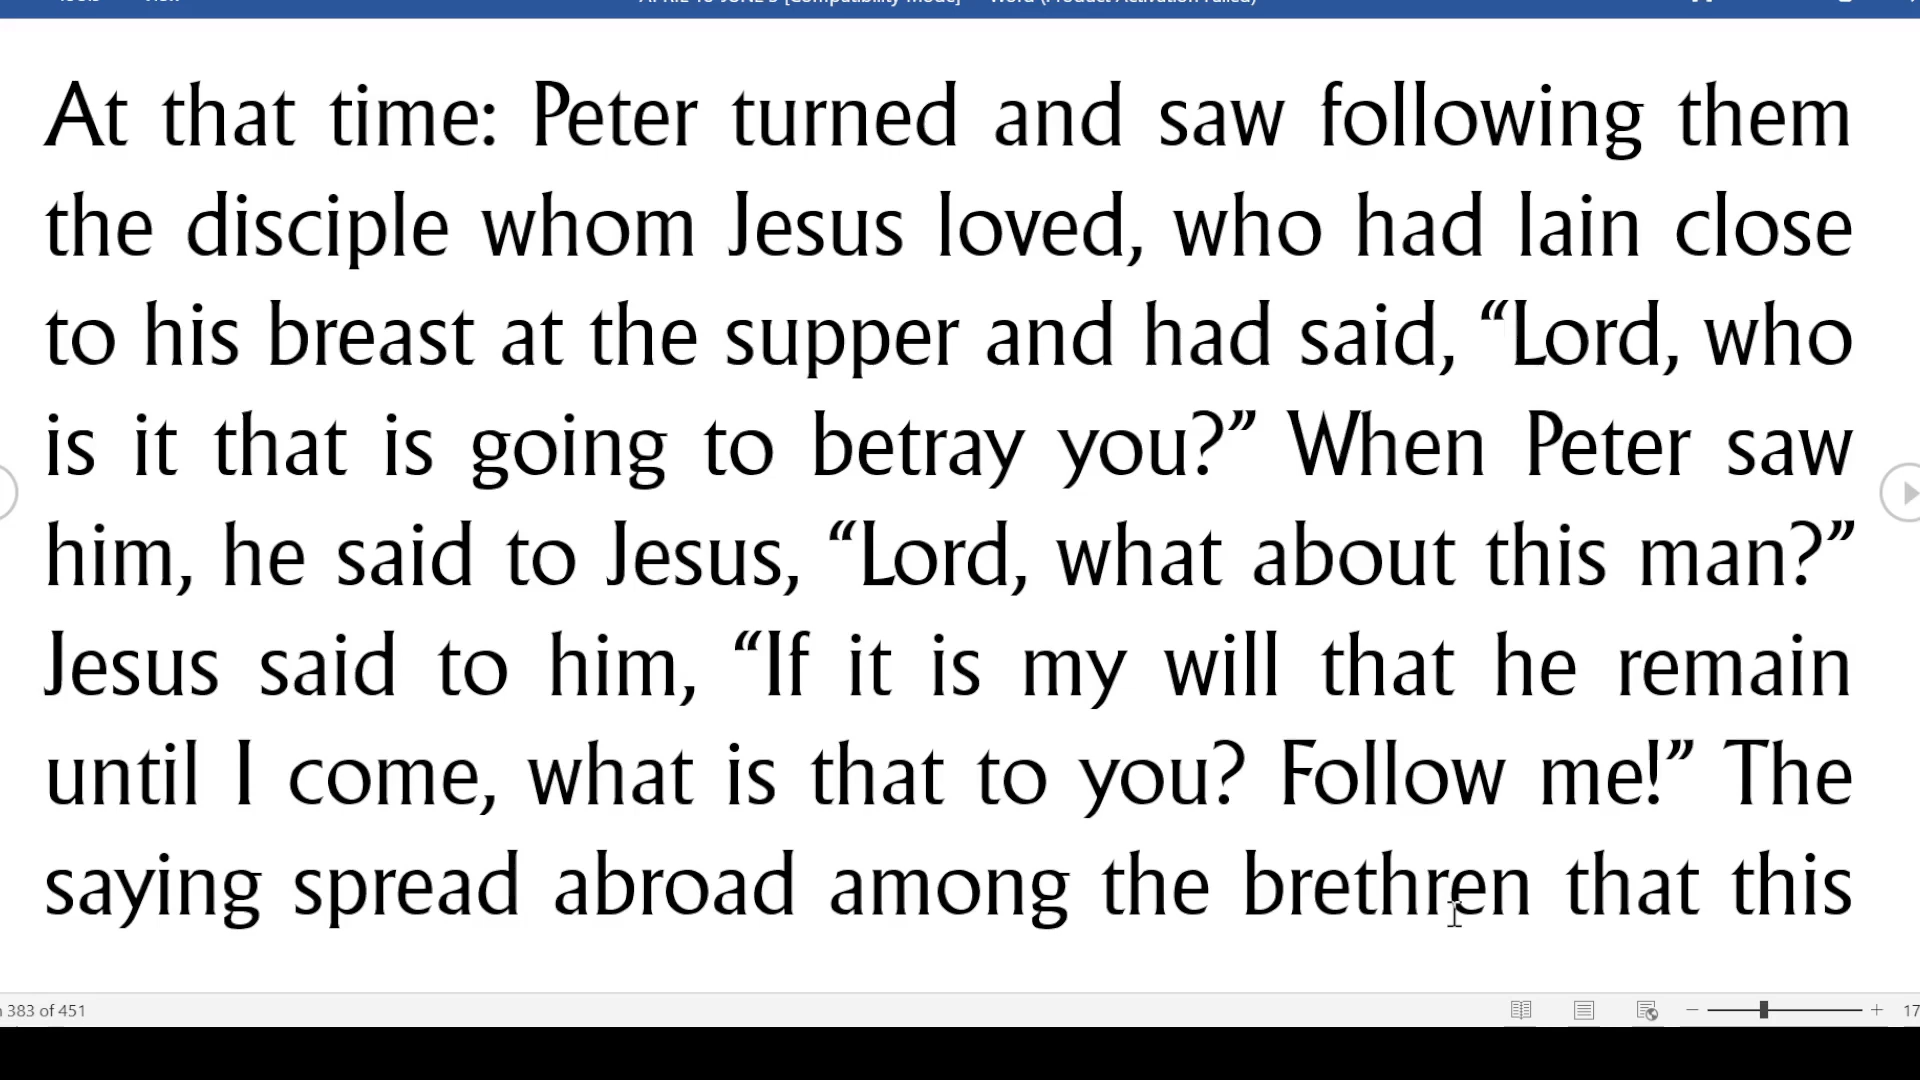 At that time: Peter turned and saw following them
the disciple whom Jesus loved, who had lain close
to his breast at the supper and had said, “Lord, who
is it that is going to betray you?” When Peter saw
him, he said to Jesus, “Lord, what about this man?”
Jesus said to him, “If it is my will that he remain
until I come, what is that to you? Follow me!” The
saying spread abroad among the brethren that this
383 of 451